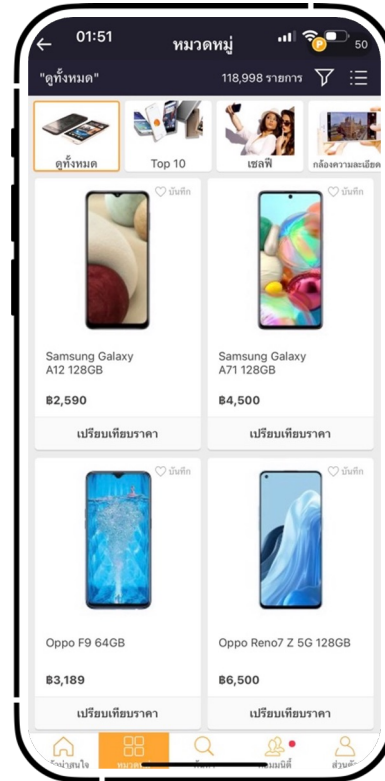 01:51
หมวดหมู่
P
50
"ดูทั้งหมด"
118,998 รายการ
ดูทั้งหมด
Top 10
เซลฟี่
กล้องความละเอียด
บันทึก
บันทึก
Samsung Galaxy
A12 128GB
Samsung Galaxy
A71 128GB
฿2,590
฿4,500
เปรียบเทียบราคา
เปรียบเทียบราคา
บันทึก
บันทึก
Oppo F9 64GB
Oppo Reno7 Z 5G 128GB
฿3,189
฿6,500
เปรียบเทียบราคา
เปรียบเทียบราคา